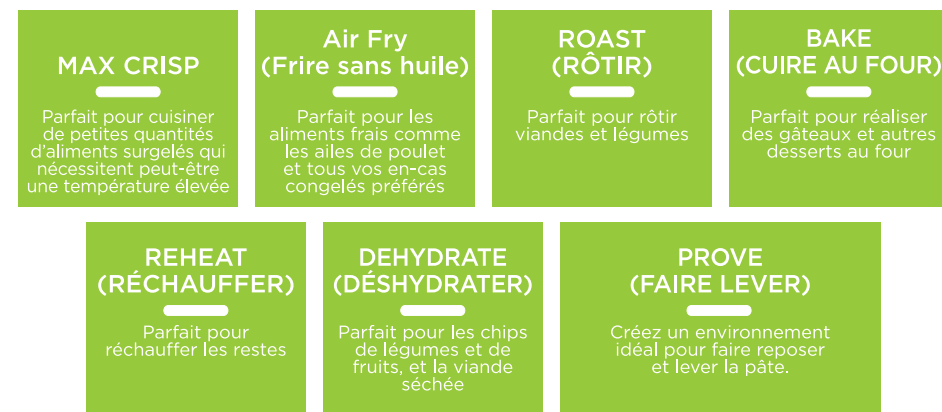 MAX CRISP
Parfait pour cuisiner
de petites quantités
d'aliments surgelés qui
nécessitent peut-être
une température élevée
Air Fry
(Frire sans huile)
Parfait pour les
aliments frais comme
les ailes de poulet
et tous vos en-cas
congelés préférés
ROAST
(RÔTIR)
Parfait pour rôtir
viandes et légumes
BAKE
(CUIRE AU FOUR)
Parfait pour réaliser
des gâteaux et autres
desserts au four
REHEAT
(RÉCHAUFFER)
Parfait pour
réchauffer les restes
DEHYDRATE
(DÉSHYDRATER)
Parfait pour les chips
de légumes et de
fruits, et la viande
séchée
PROVE
(FAIRE LEVER)
Créez un environnement
idéal pour faire reposer
et lever la pâte.